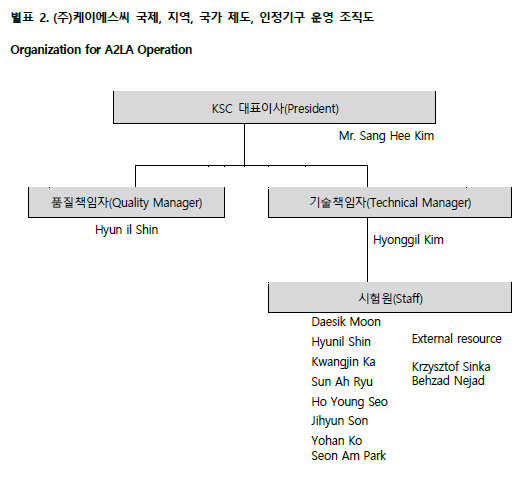 별표 2. (주)케이에스씨 국제, 지역, 국가 제도, 인정기구 운영 조직도
Organization for A2LA Operation
KSC 대표이사(President)
Mr. Sang Hee Kim
품질책임자(Quality Manager)
기술책임자(Technical Manager)
Hyun il Shin
Hyonggil Kim
시험원(Staff)
Daesik Moon
Hyunil Shin
Kwangjin Ka
Sun Ah Ryu
Ho Young Seo
Jihyun Son
Yohan Ko
Seon Am Park
External resource
Krzysztof Sinka
Behzad Nejad